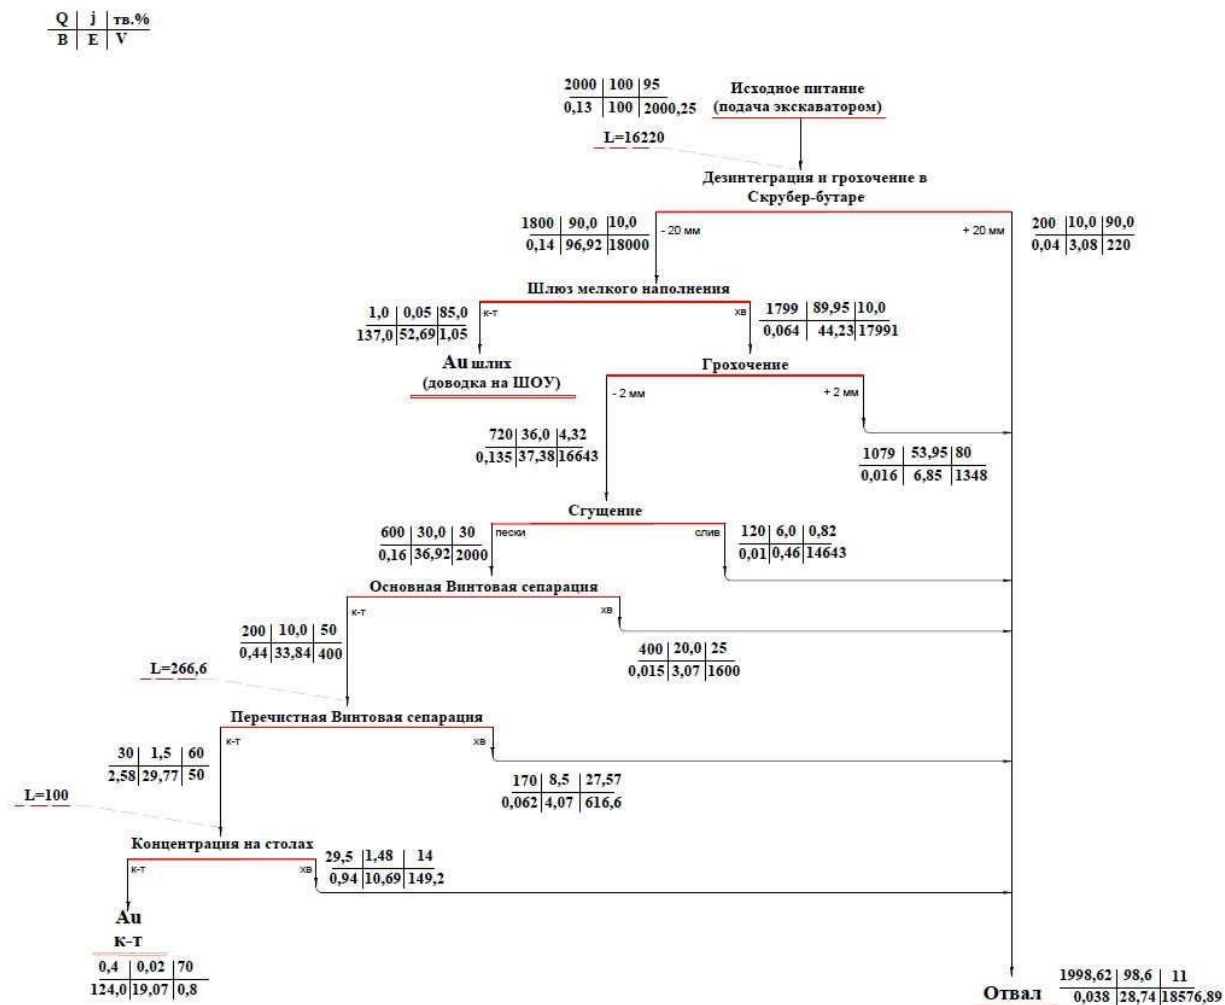 Q j тв.%
B E V
2000 100 95
0,13 100 2000,25
Исходное питание
(подача экскаватором)
L=16220
Дезинтеграция и грохочение в
Скрубер-бутаре
1800 90,0 10,0
0,14 96,92 18000
- 20 мм
+ 20 мм
200 10,0 90,0
0,04 3,08 220
Шлюз мелкого наполнения
1,0 0,05 85,0
137,0 52,69 1,05
к-т
хв
1799 89,95 10,0
0,064 44,23 17991
Au шлих
(доводка на ШОУ)
Грохочение
- 2 мм
+ 2 мм
720 36,0 4,32
0,135 37,38 16643
1079 53,95 80
0,016 6,85 1348
Сгущение
600 30,0 30
0,16 36,92 2000
пески
слив
120 6,0 0,82
0,01 0,46 14643
Основная Винтовая сепарация
к-т
хв
200 10,0 50
0,44 33,84 400
400 20,0 25
0,015 3,07 1600
L=266,6
Перечистная Винтовая сепарация
к-т
хв
30 1,5 60
2,58 29,77 50
170 8,5 27,57
0,062 4,07 616,6
L=100
Концентрация на столах
к-т
хв
29,5 1,48 14
0,94 10,69 149,2
Au
к-т
0,4 0,02 70
124,0 19,07 0,8
Отвал
1998,62 98,6 11
0,038 28,74 18576,89